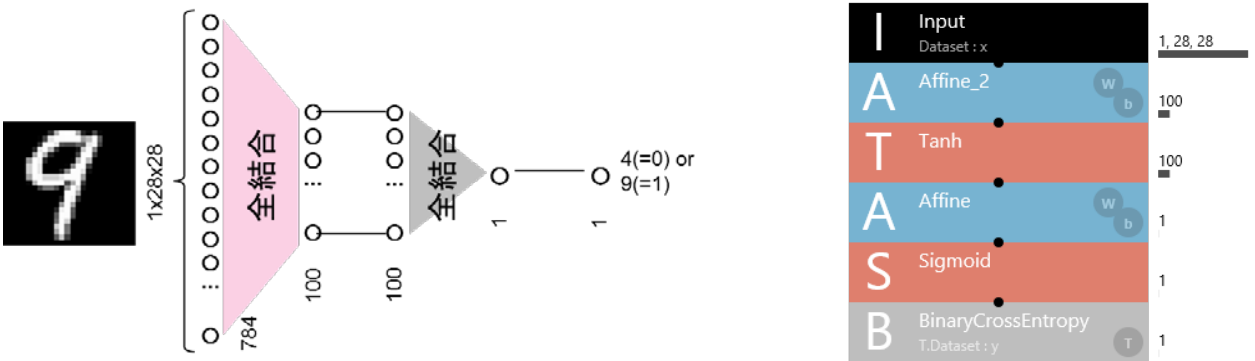 1x28x28
784
全結合
...
...
100
...
100
全結合
1
1
4(=0) or
9(=1)
I
Input
Dataset : x
1, 28, 28
A
Affine_2
W
b
100
T
Tanh
100
A
Affine
W
b
1
S
Sigmoid
1
B
BinaryCrossEntropy
T.Dataset : y
T
1